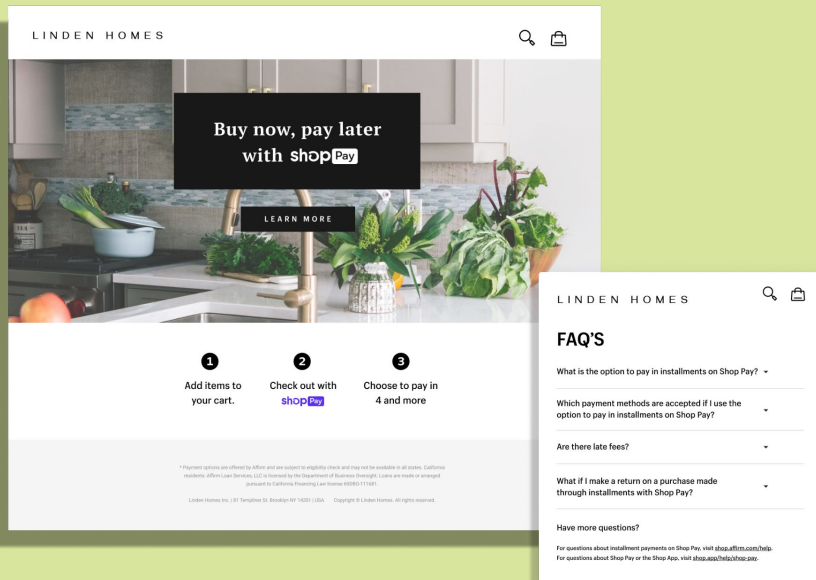 LINDEN HOMES
Buy now, pay later
with shop Pay
LEARN MORE
1
2
3
Add items to
your cart.
Check out with
shop Pay
Choose to pay in
4 and more
* Payment options are offered by Affirm and are subject to eligibility check and may not be available in all states. California
residents: Affirm Loan Services, LLC is licensed by the Department of Business Oversight. Loans are made or arranged
pursuant to California Financing Law license
Linden Homes Inc. | 81 St. Brooklyn NY 14201 | USA Copyright © Linden Homes. All rights reserved.
LINDEN HOMES
FAQ'S
What is the option to pay in installments on Shop Pay?
Which payment methods are accepted if I use the
option to pay in installments on Shop Pay?
Are there late fees?
What if I make a return on a purchase made
through installments with Shop Pay?
Have more questions?
For questions about installment payments on Shop Pay, visit shop.affirm.com/help.
For questions about Shop Pay or the Shop App, visit shop.app/help/shop-pay.